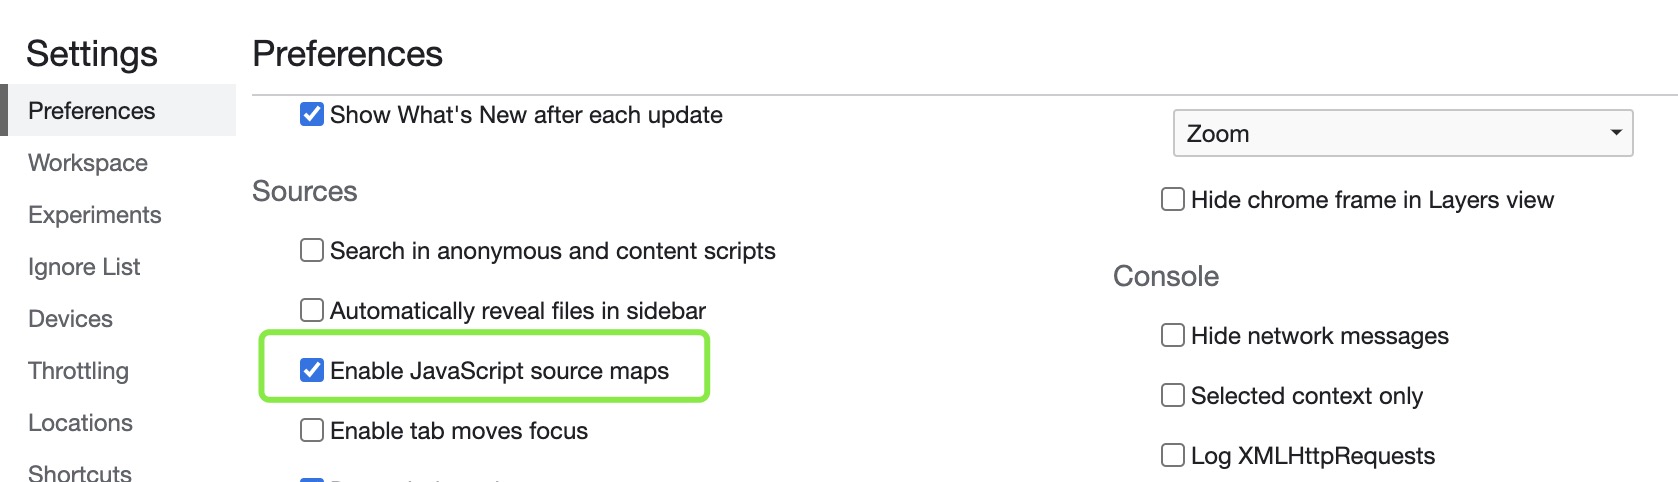 Settings
Preferences
Workspace
Experiments
Ignore List
Devices
Throttling
Locations
Shortcuts
Preferences
Show What's New after each update
Sources
Search in anonymous and content scripts
Automatically reveal files in sidebar
Enable JavaScript source maps
Enable tab moves focus
Zoom
Hide chrome frame in Layers view
Console
Hide network messages
Selected context only
Log XMLHttpRequests